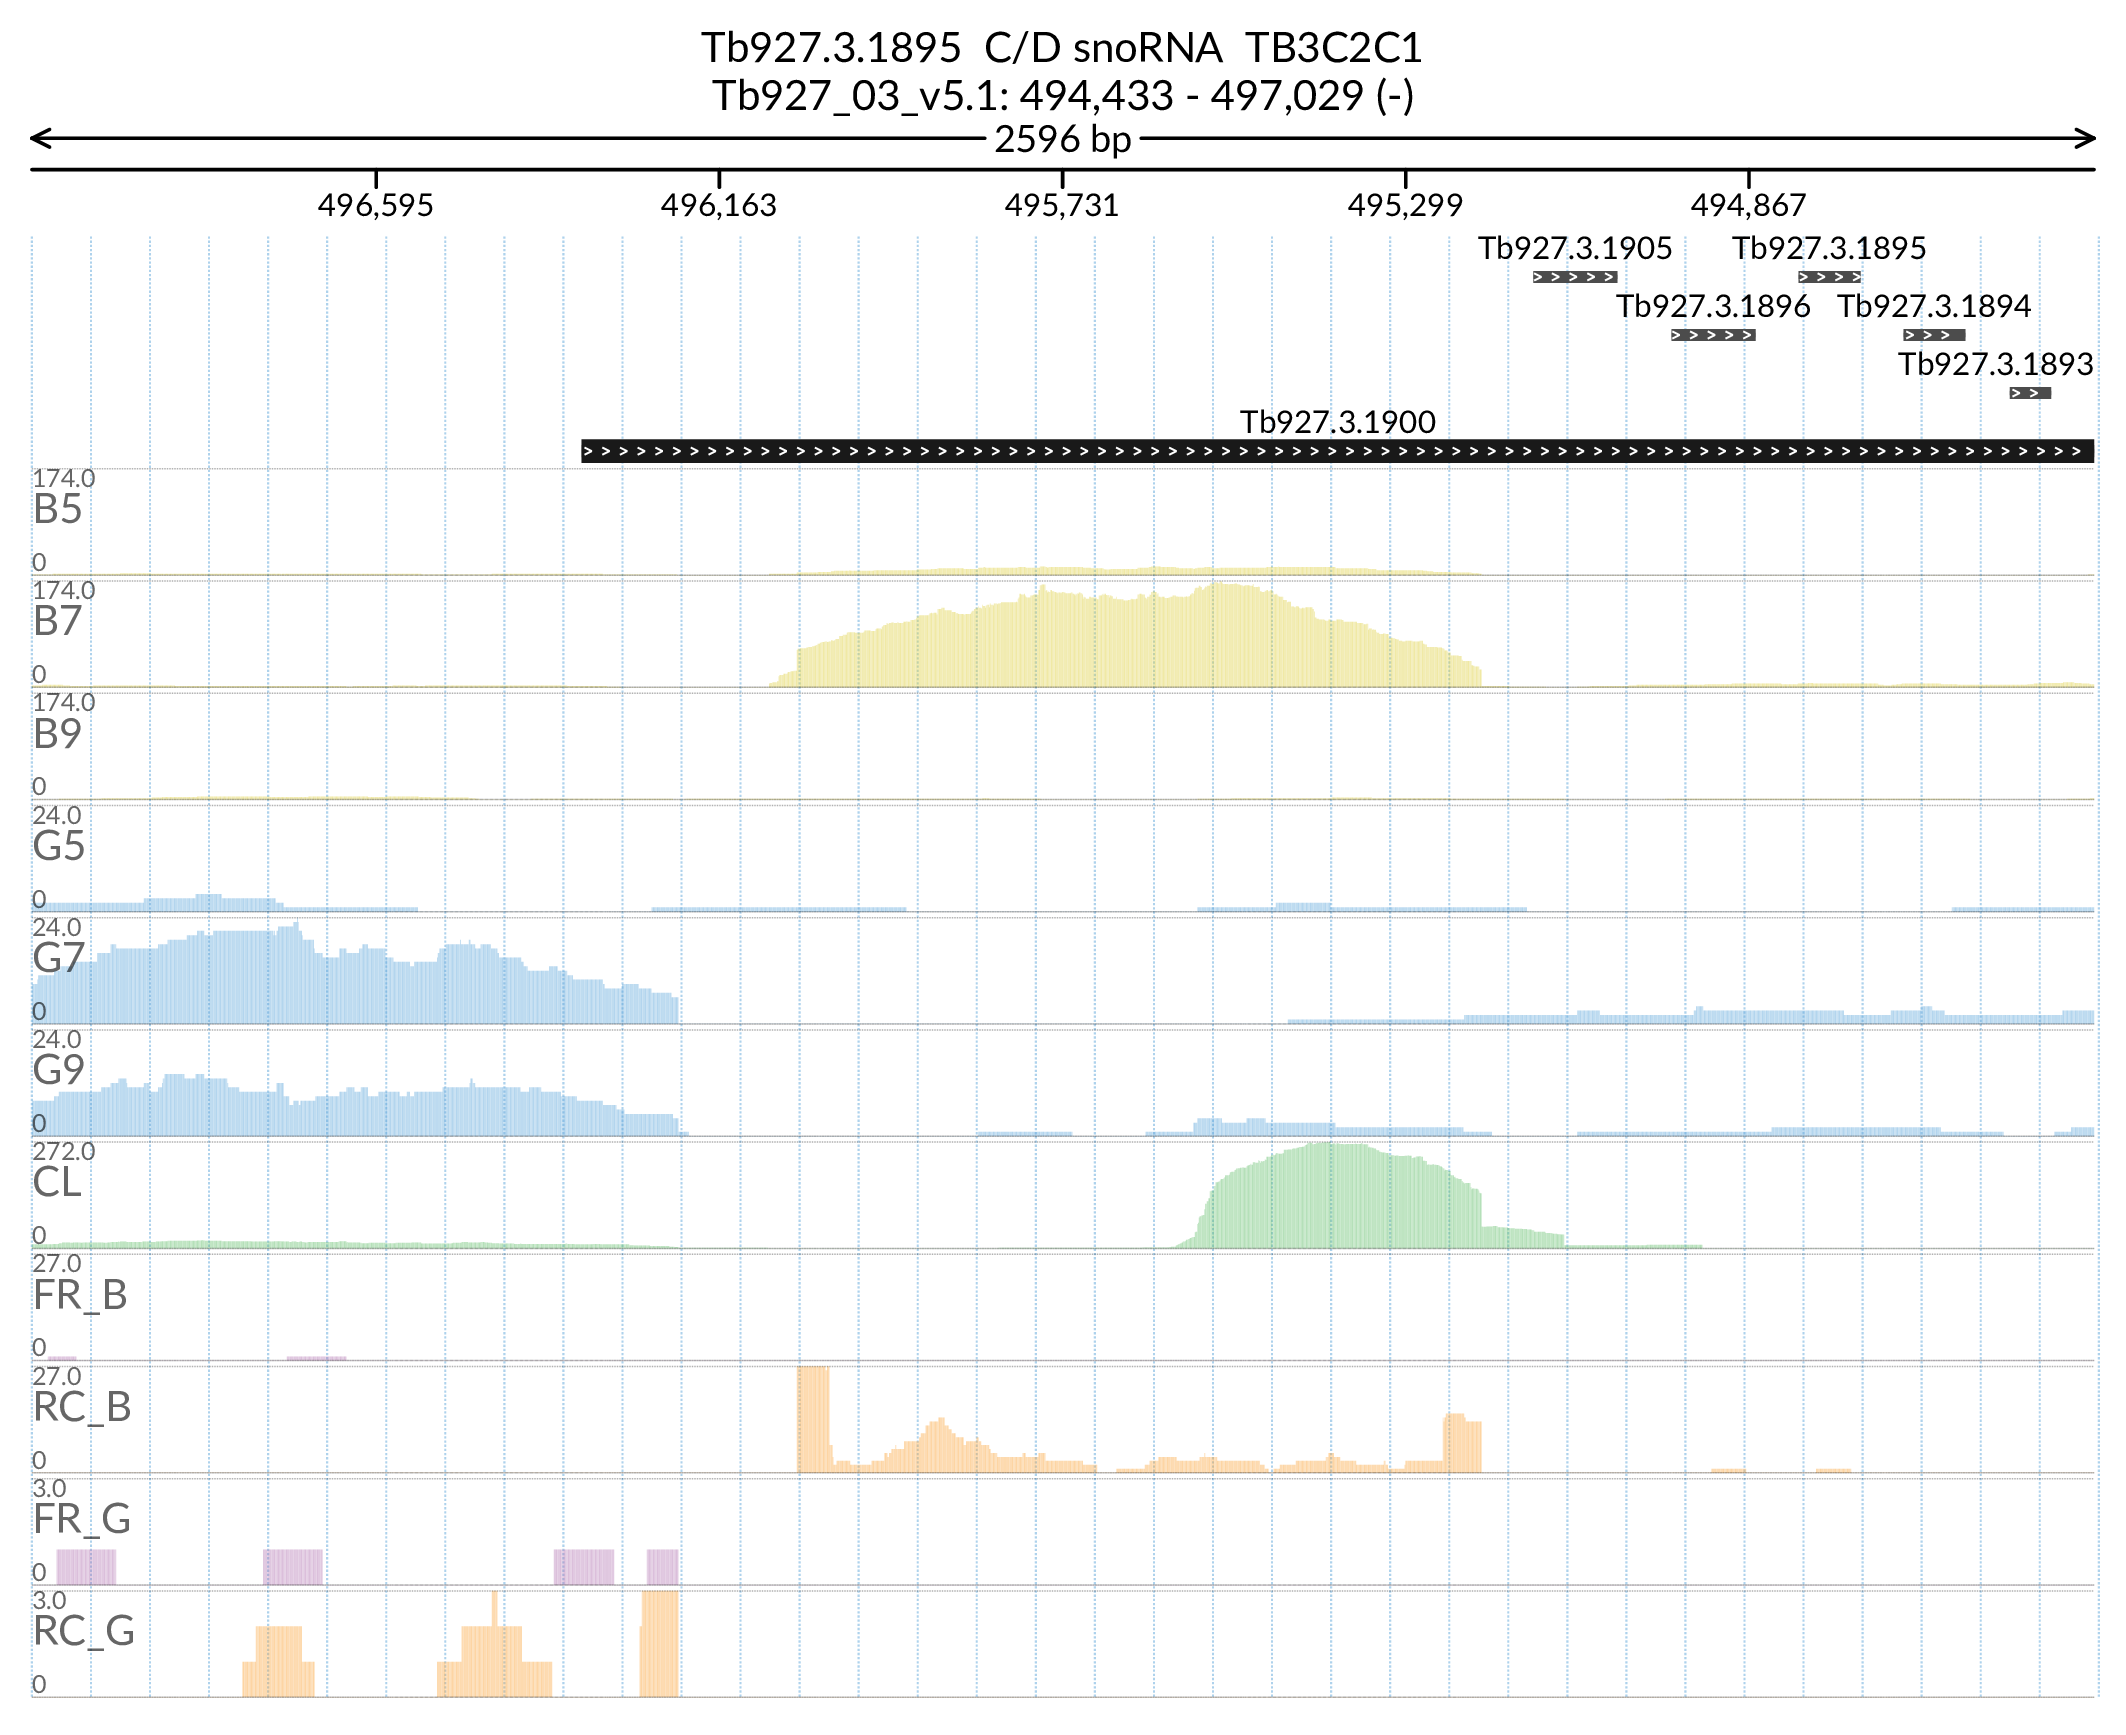 Tb927.3.1895  C/D snoRNA  TB3C2C1
Tb927_03_v5.1: 494,433 - 497,029 (-)
2596 bp
496,595 496,163 495,731 495,299 494,867
Tb927.3.1905 Tb927.3.1895
Tb927.3.1896 Tb927.3.1894
Tb927.3.1893
Tb927.3.1900
174.0
B5
0
174.0
B7
0
174.0
B9
0
24.0
G5
0
24.0
G7
0
24.0
G9
0
272.0
CL
0
27.0
FR_B
0
27.0
RC_B
0
3.0
FR_G
0
3.0
RC_G
0